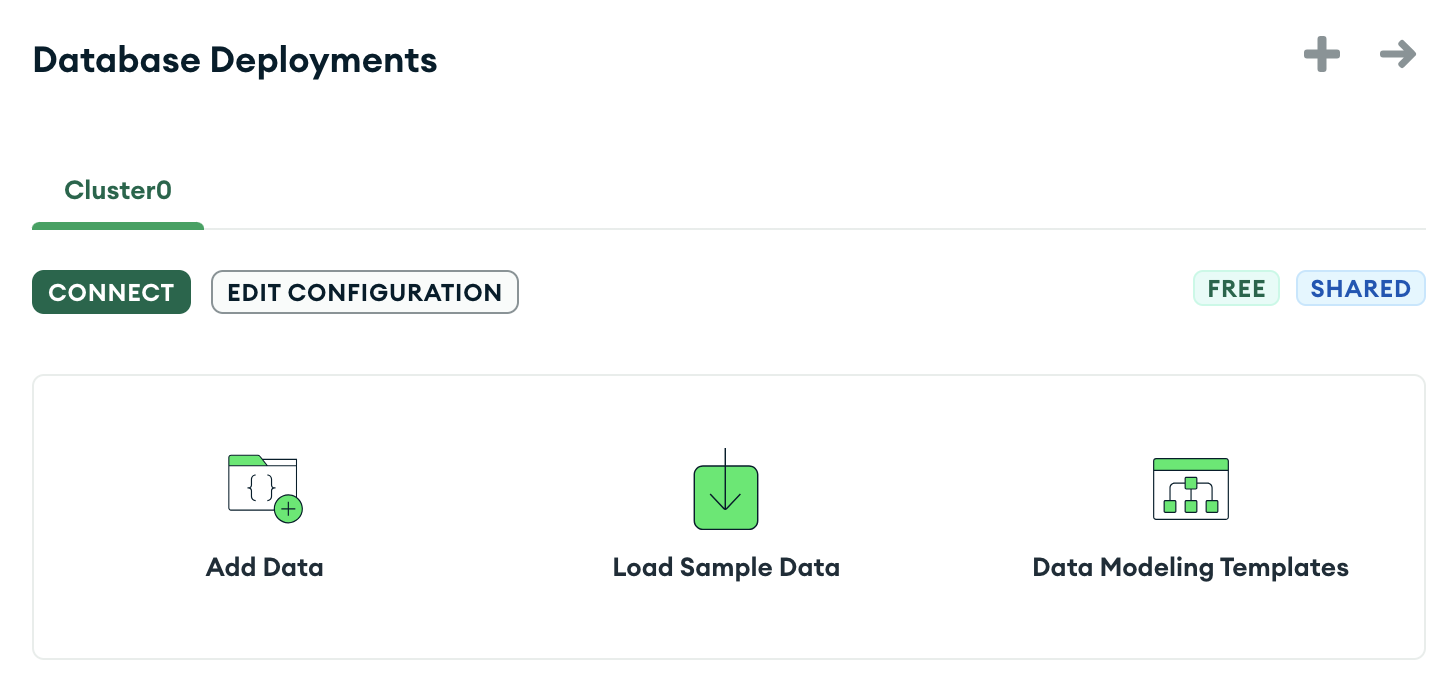 Database Deployments
Cluster0
CONNECT EDIT CONFIGURATION FREE SHARED
{ }
Add Data Load Sample Data Data Modeling Templates